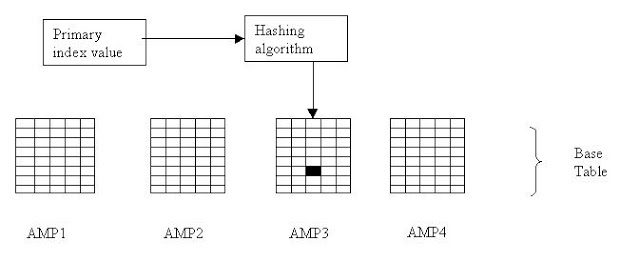 Primary
index value
Hashing
algorithm
Base
Table
AMP1
AMP2
AMP3
AMP4